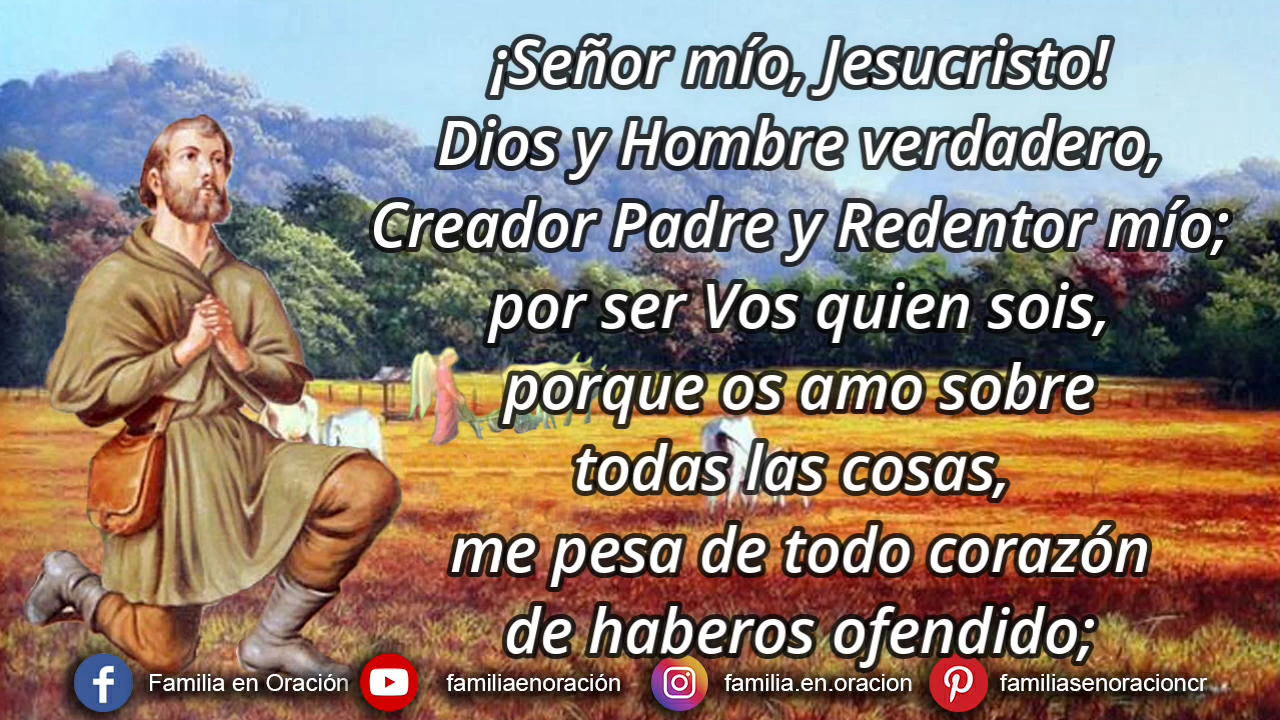 ¡Señor mío, Jesucristo!
Dios y Hombre verdadero,
Creador Padre y Redentor mío;
por ser Vos quien sois,
porque os amo sobre
todas las cosas,
me pesa de todo corazón
de haberos ofendido;
Familia en Oración familiaenoración familia.en.oracion familiasenoracioncr